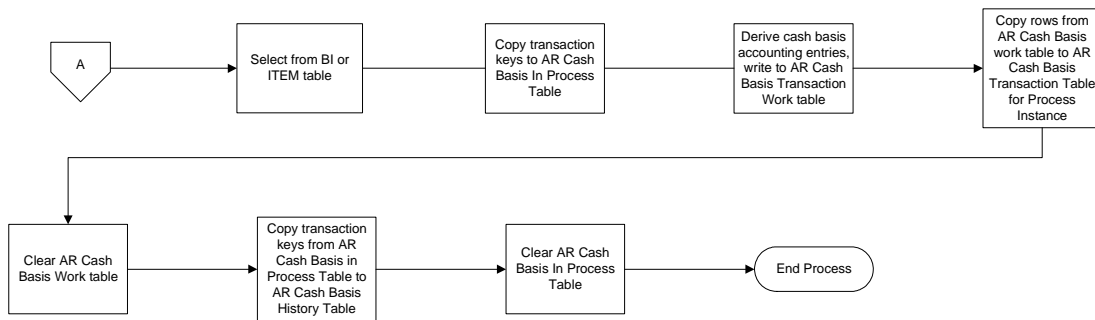 A
Select from BI or
ITEM table
Copy transaction
keys to AR Cash
Basis In Process
Table
Derive cash basis
accounting entries,
write to AR Cash
Basis Transaction
Work table
Copy rows from
AR Cash Basis
work table to AR
Cash Basis
Transaction Table
for Process
Instance
Clear AR Cash
Basis Work table
Copy transaction
keys from AR
Cash Basis in
Process Table to
AR Cash Basis
History Table
Clear AR Cash
Basis In Process
Table
End Process